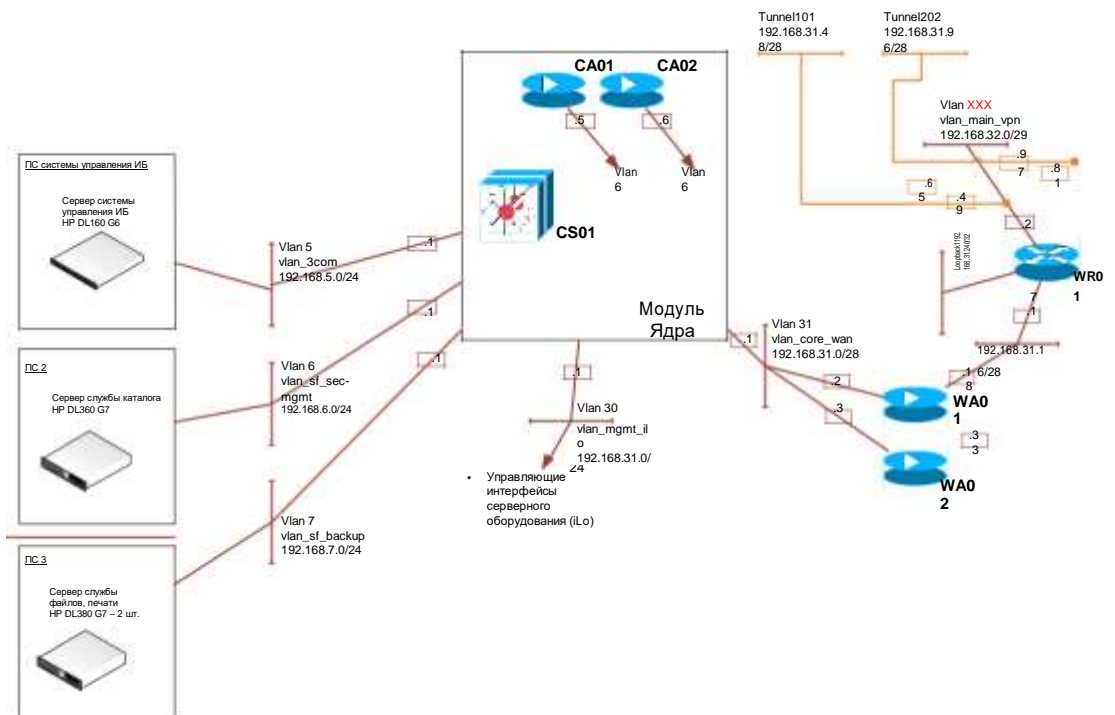 Tunnel101
192.168.31.4
8/28
Tunnel202
192.168.31.9
6/28
CA01
CA02
.5
.6
Vlan
6
Vlan
6
CS01
Модуль
Ядра
Vlan XXX
vlan_main_vpn
192.168.32.0/29
.9
7
.8
1
.6
5
.4
9
.2
WR0
1
7
.1
192.168.31.1
6/28
.1
8
ПС системы управления ИБ
Сервер системы
управления ИБ
HP DL160 G6
Vlan 5
vlan_3com
192.168.5.0/24
.1
ПС 2
Сервер службы каталога
HP DL360 G7
Vlan 6
vlan_sf_sec-
mgmt
192.168.6.0/24
.1
ПС 3
Сервер службы
файлов, печати
HP DL380 G7 – 2 шт.
Vlan 7
vlan_sf_backup
192.168.7.0/24
.1
.1
Vlan 30
vlan_mgmt_il
o
192.168.31.0/
24
• Управляющие
интерфейсы
серверного
оборудования (iLo)
.1
Vlan 31
vlan_core_wan
192.168.31.0/28
.2
.3
WA0
1
.3
3
WA0
2